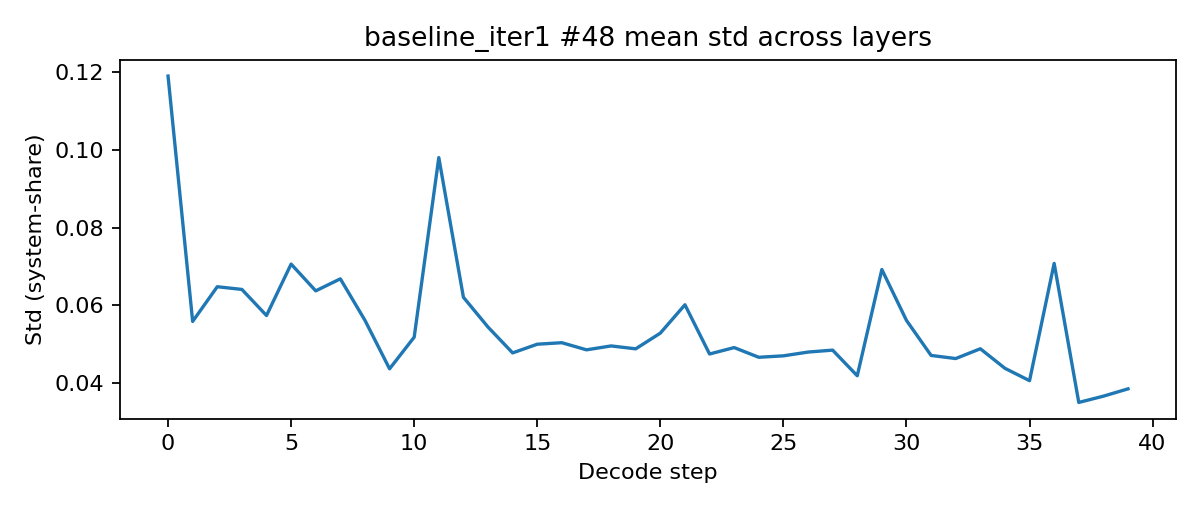 baseline_iter1 #48 mean std across layers
Std (system-share)
0.12
0.10
0.08
0.06
0.04
0 5 10 15 20 25 30 35 40
Decode step